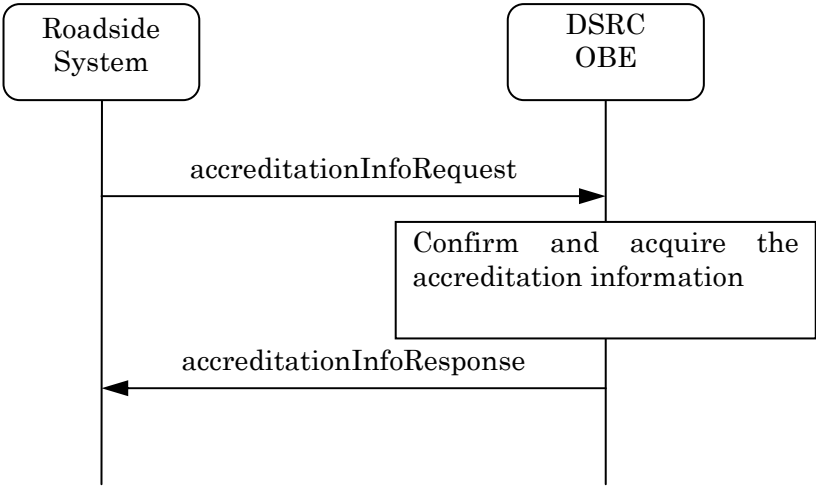 Roadside
System
DSRC
OBE
accreditationInfoRequest
Confirm and acquire the
accreditation information
accreditationInfoResponse